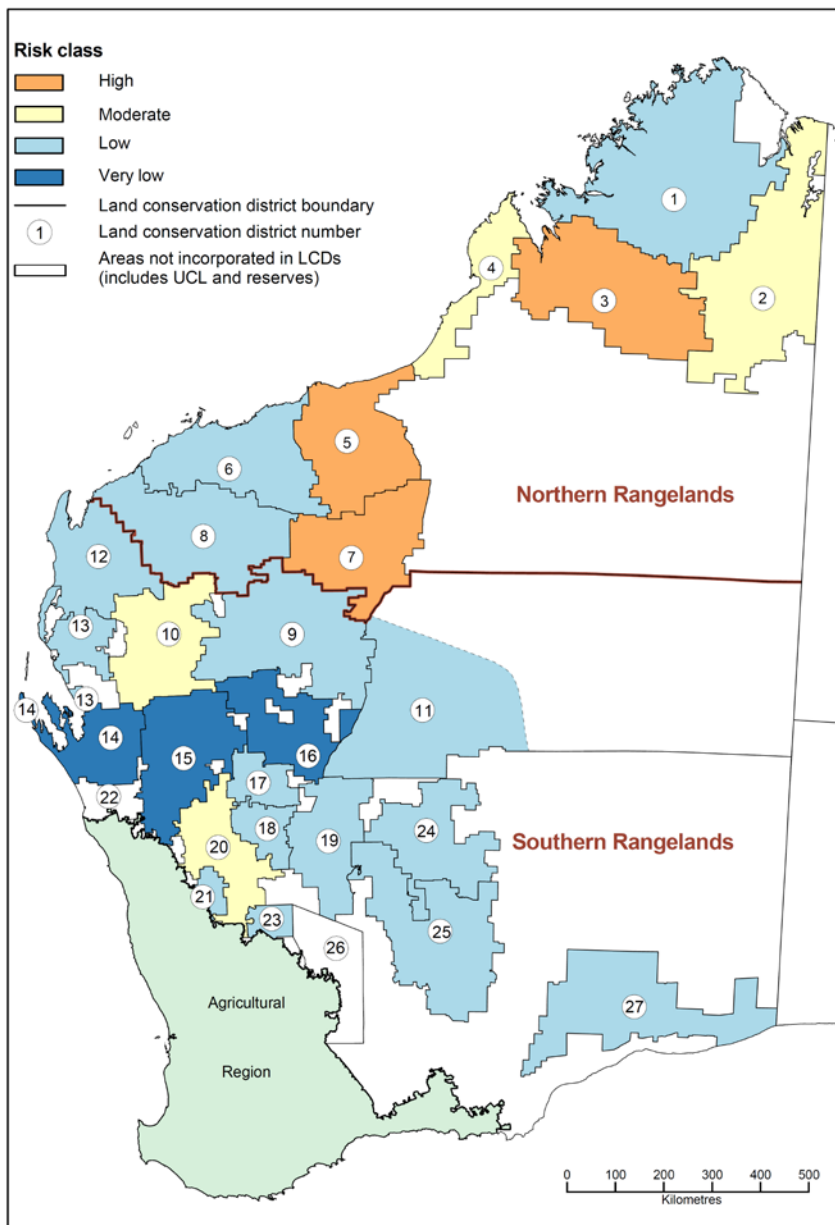 Risk class
High
Moderate
Low
Very low
Land conservation district boundary
1 Land conservation district number
Areas not incorporated in LCDs
(includes UCL and reserves)
1
2
3
4
5
6
Northern Rangelands
7
8
12
13
10
9
13
14
14
11
15
16
17
22
18
19
24
Southern Rangelands
20
21
23
25
26
27
Agricultural
Region
0 100 200 300 400 500
Kilometres